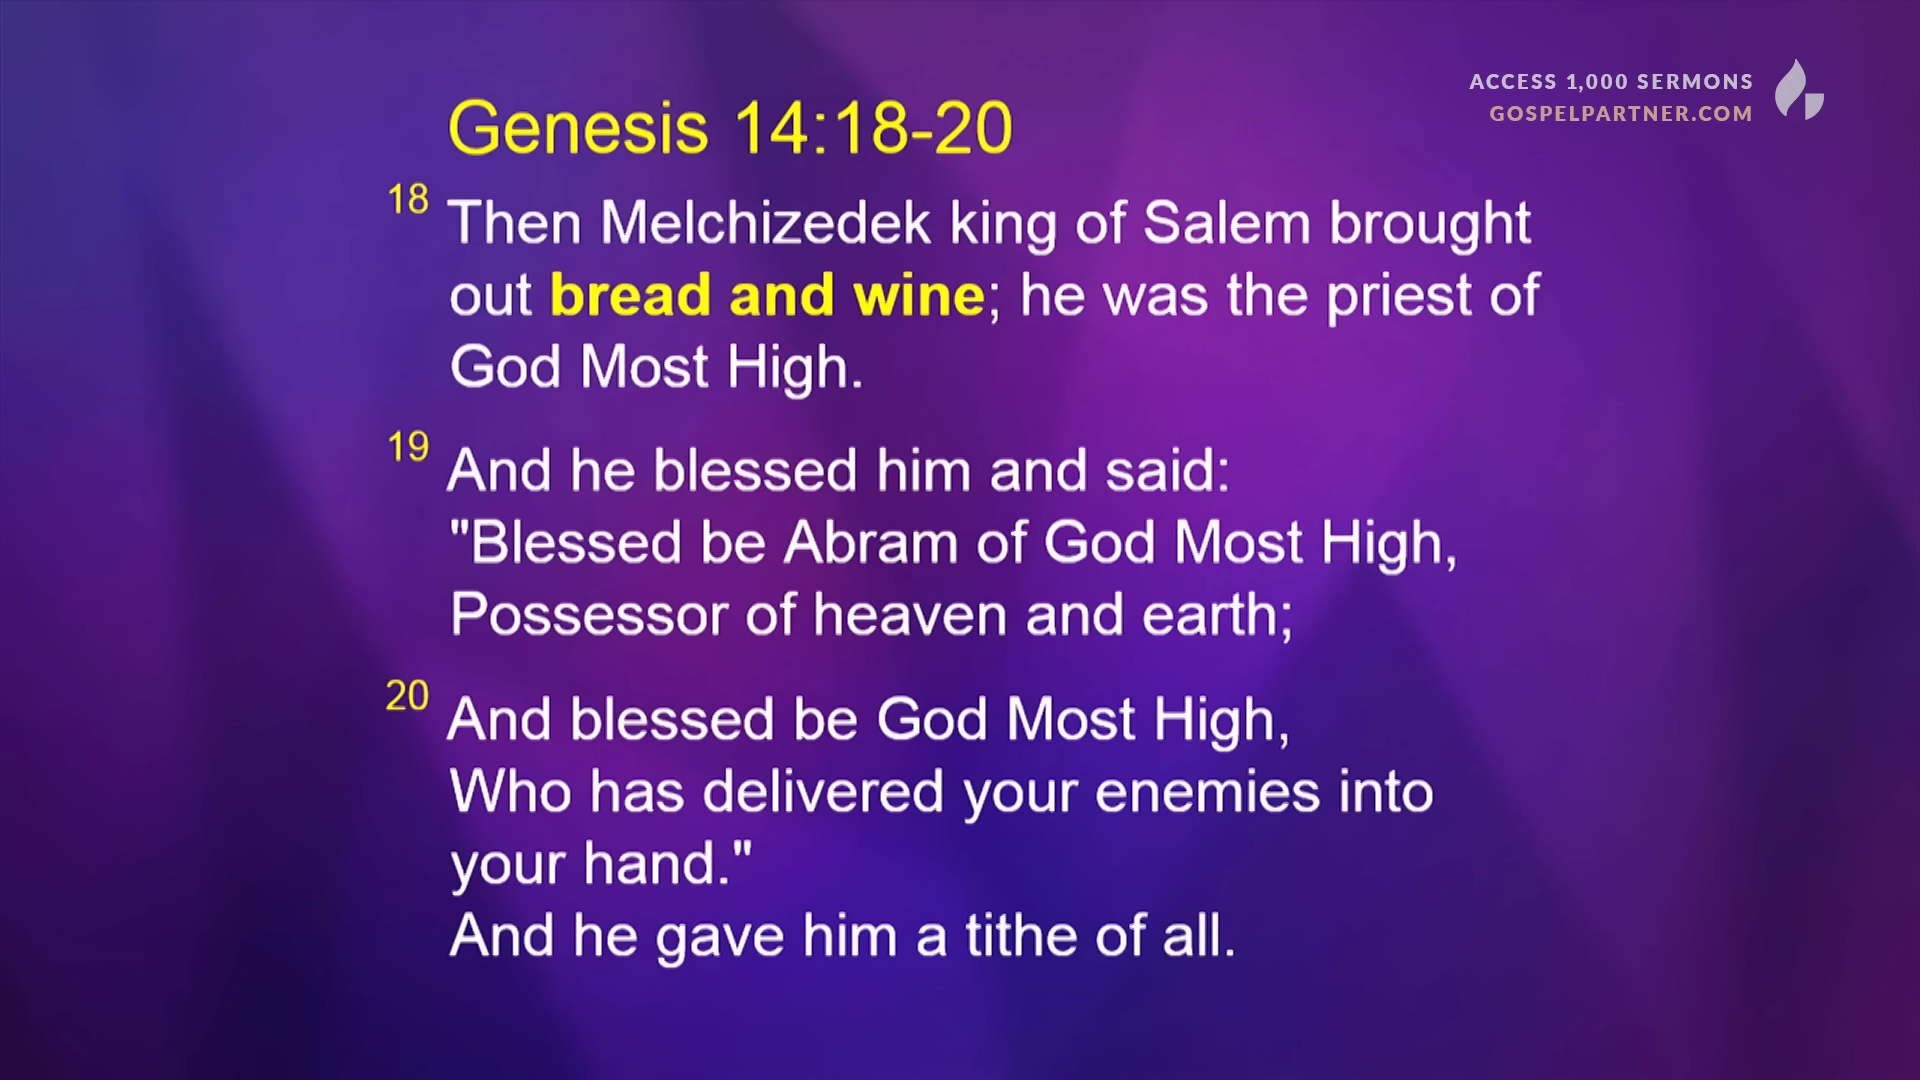 ACCESS 1,000 SERMONS
GOSPELPARTNER.COM
Genesis 14:18-20
18 Then Melchizedek king of Salem brought
out bread and wine; he was the priest of
God Most High.
19 And he blessed him and said:
"Blessed be Abram of God Most High,
Possessor of heaven and earth;
20 And blessed be God Most High,
Who has delivered your enemies into
your hand."
And he gave him a tithe of all.